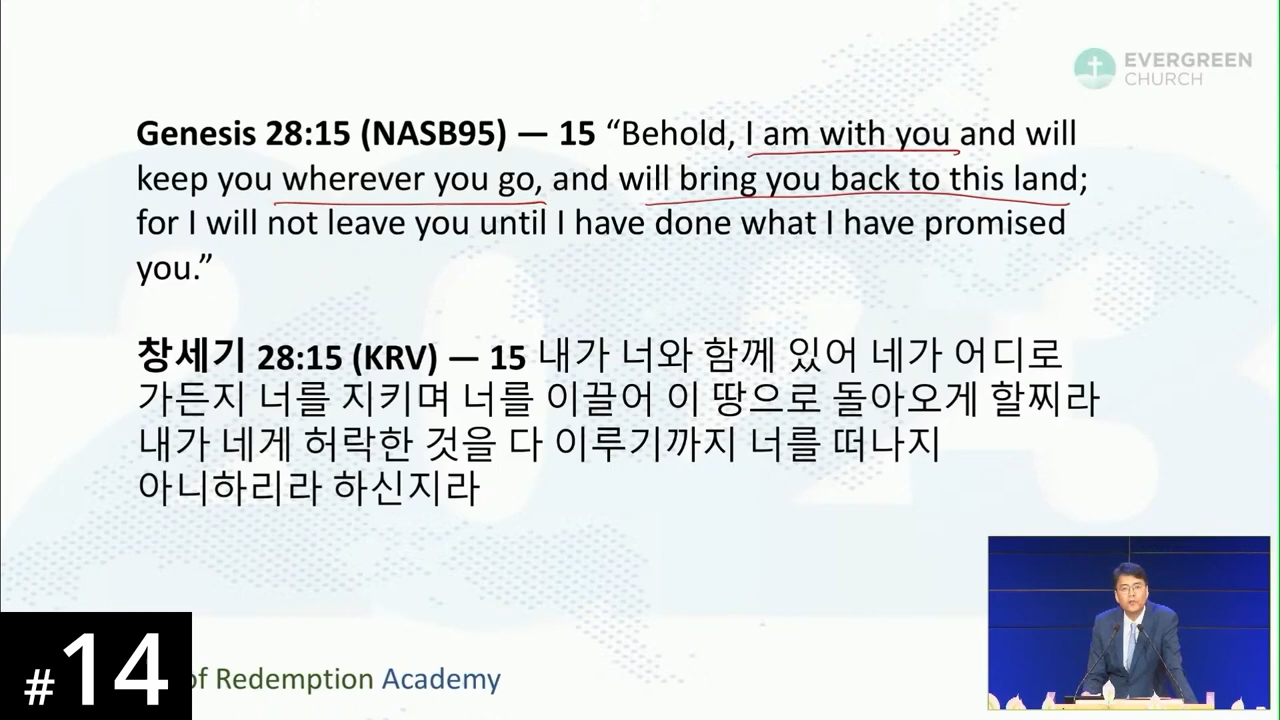 EVERGREEN
CHURCH
Genesis 28:15 (NASB95) — 15 “Behold, I am with you and will
keep you wherever you go, and will bring you back to this land;
for I will not leave you until I have done what I have promised
you.”
창세기 28:15 (KRV) — 15 내가 너와 함께 있어 네가 어디로
가든지 너를 지키며 너를 이끌어 이 땅으로 돌아오게 할찌라
내가 네게 허락한 것을 다 이루기까지 너를 떠나지
아니하리라 하신지라
#14
of Redemption Academy